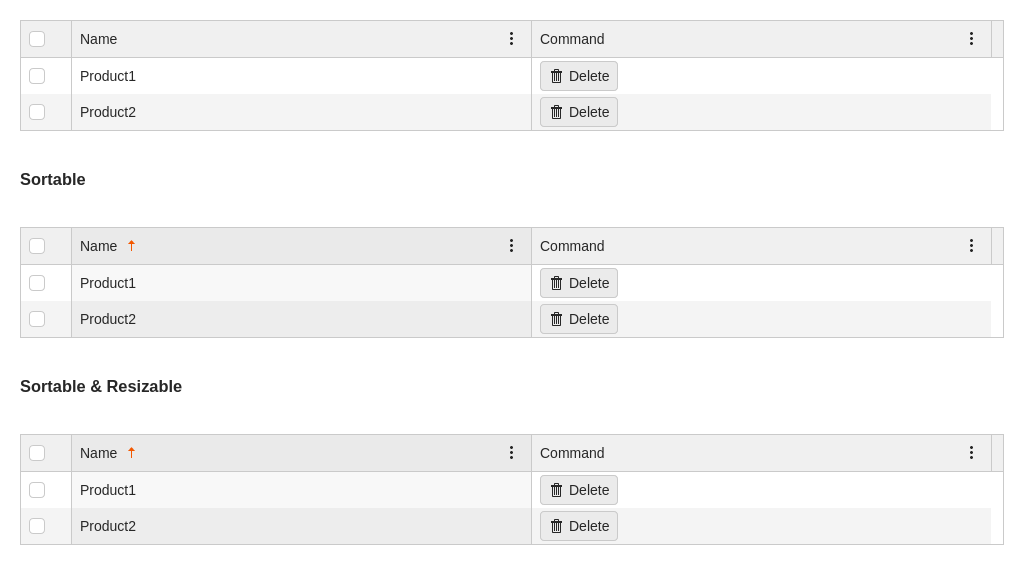 Name Command
Product1 Delete
Product2 Delete
Sortable
Name Command
Product1 Delete
Product2 Delete
Sortable & Resizable
Name Command
Product1 Delete
Product2 Delete